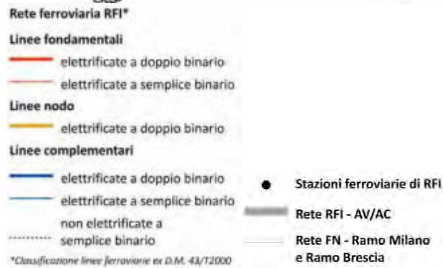 Rete ferroviaria RFI*
Linee fondamentali
elettrificate a doppio binario
elettrificate a semplice binario
Linee nodo
elettrificate a doppio binario
Linee complementari
elettrificate a doppio binario
elettrificate a semplice binario
non elettrificate a
semplice binario
*Classificazione linee ferroviarie ex D.M. 43/T2000
Stazioni ferroviarie di RFI
Rete RFI - AV/AC
Rete FN - Ramo Milano
e Ramo Brescia